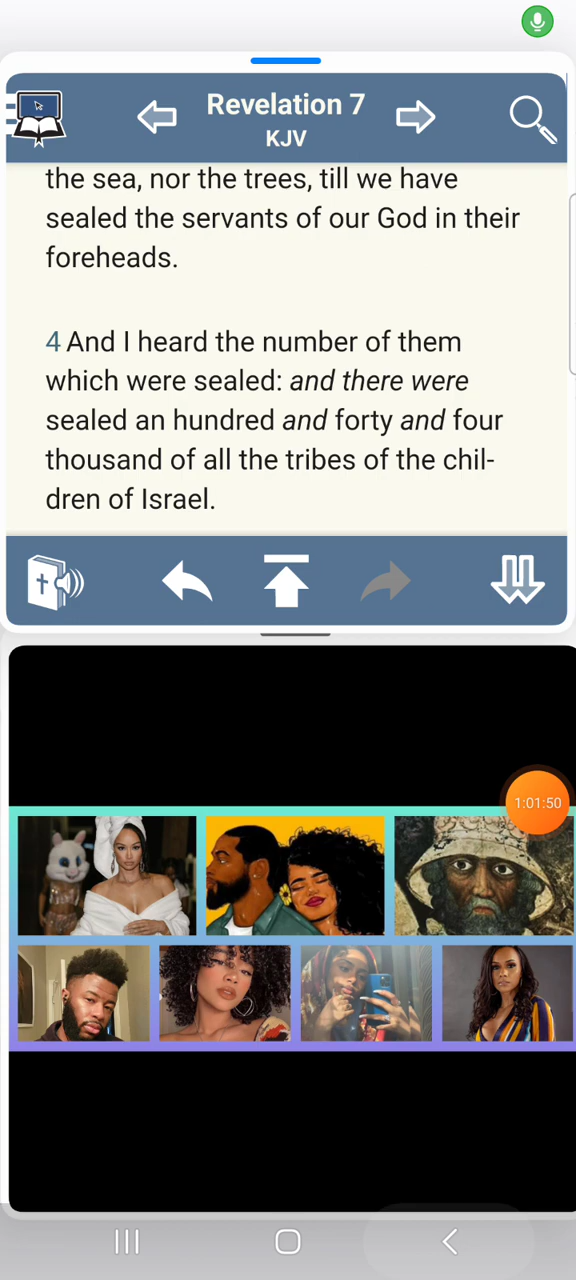 Revelation 7
KJV
the sea, nor the trees, till we have
sealed the servants of our God in their
foreheads.
4 And I heard the number of them
which were sealed: and there were
sealed an hundred and forty and four
thousand of all the tribes of the chil-
dren of Israel.
1:01:50